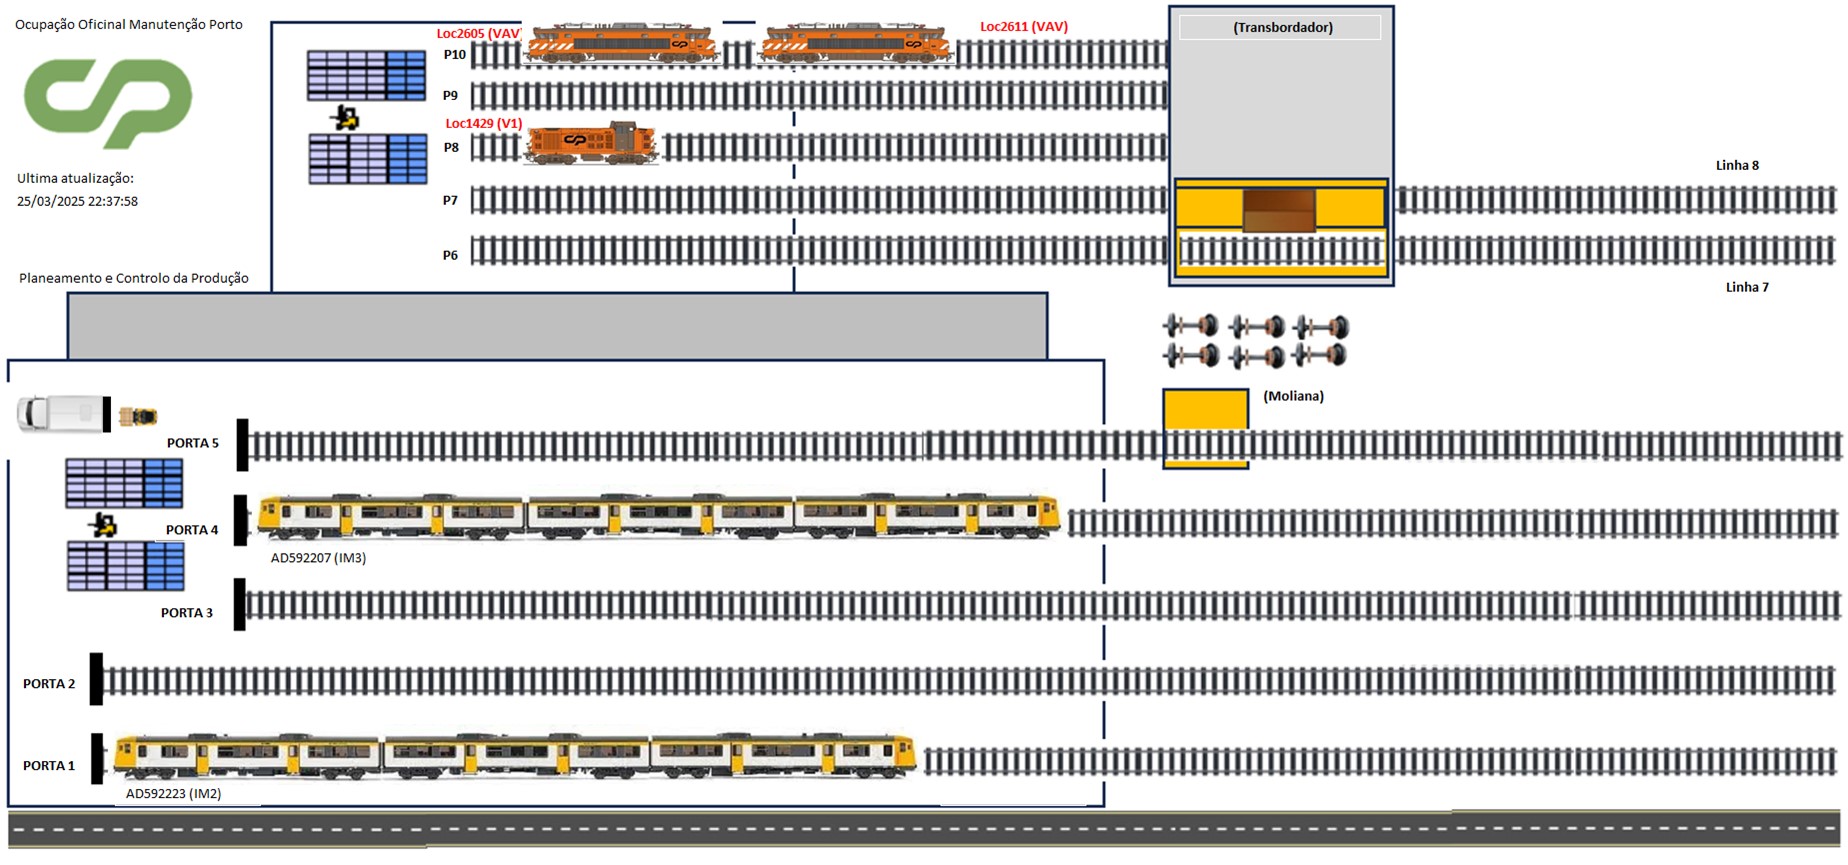 Ocupação Oficinal Manutenção Porto
CP
Ultima atualização:
25/03/2025 22:37:58
Planeamento e Controlo da Produção
Loc2605 (VAV)
Loc2611 (VAV)
P10
P9
Loc1429 (V1)
P8
P7
P6
(Transbordador)
Linha 8
Linha 7
(Moliana)
PORTA 5
PORTA 4
AD592207 (IM3)
PORTA 3
PORTA 2
PORTA 1
AD592223 (IM2)